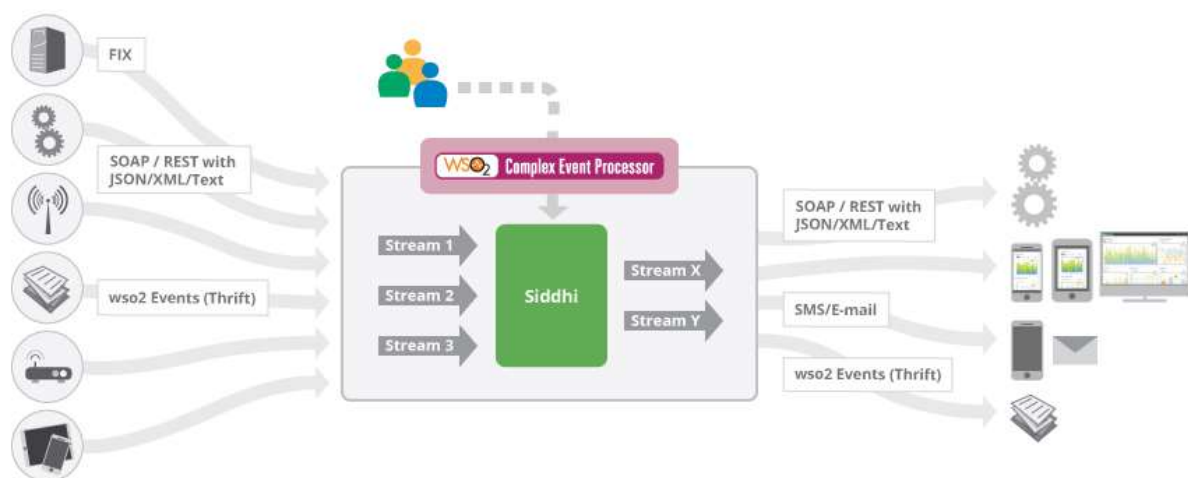 FIX
SOAP / REST with
JSON/XML/Text
wso2 Events (Thrift)
WSO2 Complex Event Processor
Stream 1
Stream 2
Stream 3
Siddhi
Stream X
Stream Y
SOAP / REST with
JSON/XML/Text
SMS/E-mail
wso2 Events (Thrift)